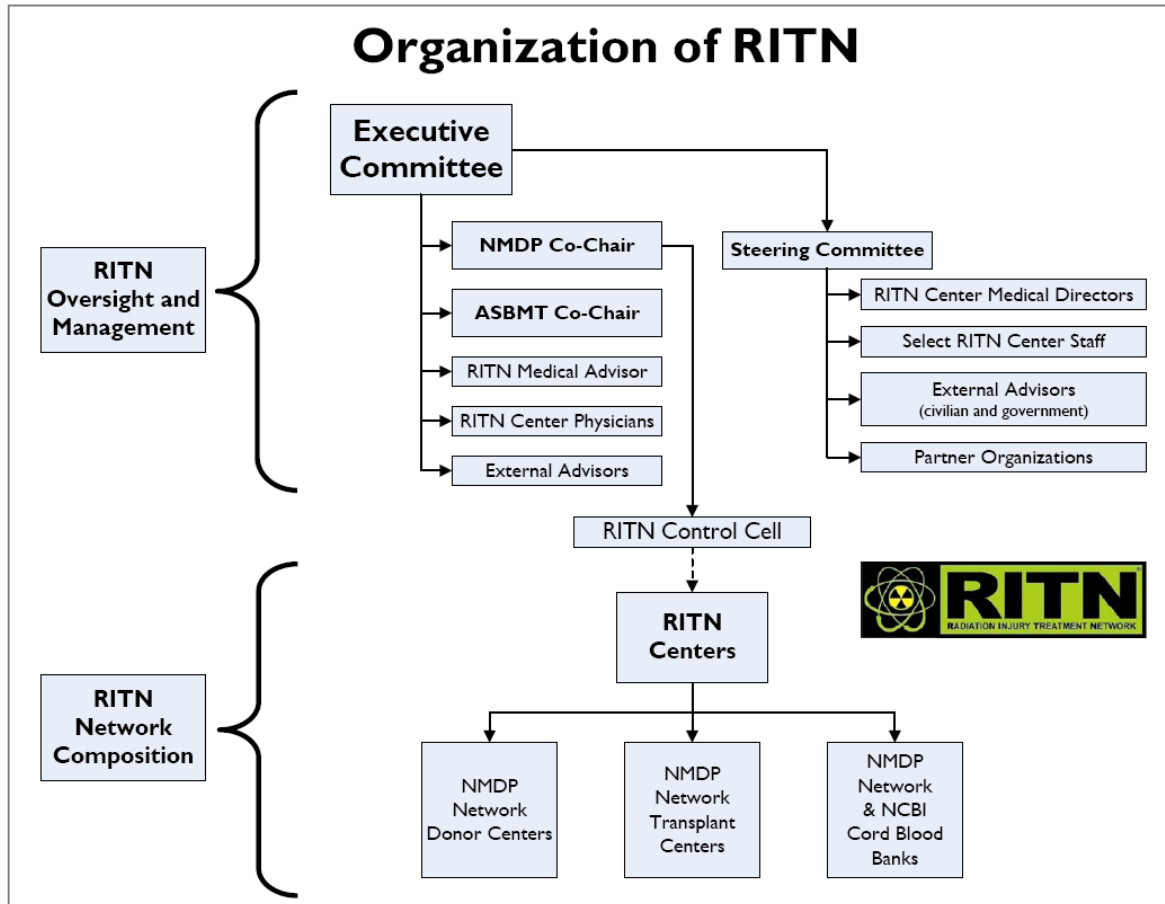 Organization of RITN
Executive
Committee
NMDP Co-Chair
ASBMT Co-Chair
RITN Medical Advisor
RITN Center Physicians
External Advisors
Steering Committee
RITN Center Medical Directors
Select RITN Center Staff
External Advisors
(civilian and government)
Partner Organizations
RITN
Oversight and
Management
RITN Control Cell
RITN
Centers
RITN
RADIATION INJURY TREATMENT NETWORK
RITN
Network
Composition
NMDP
Network
Donor Centers
NMDP
Network
Transplant
Centers
NMDP
Network
& NCBI
Cord Blood
Banks